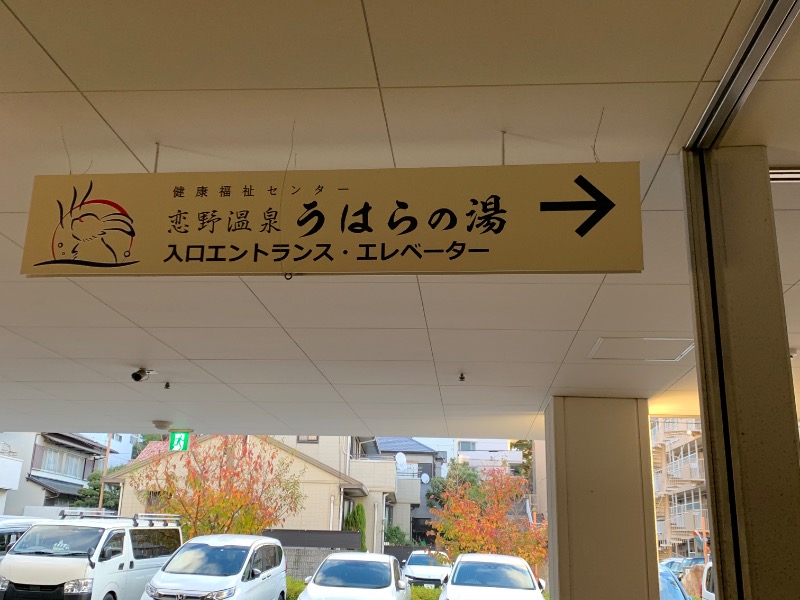 健康福祉センター
恋野温泉 うはらの湯
入口エントランス・エレベーター